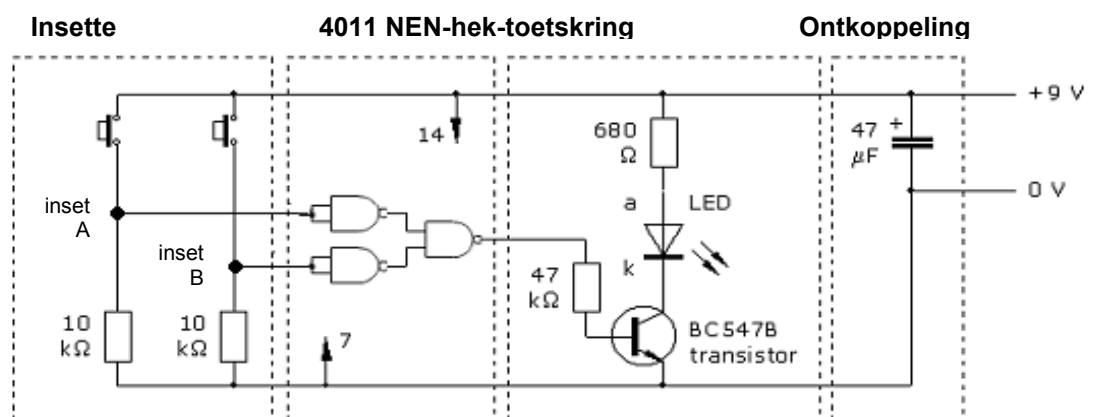 Insette 4011 NEN-hek-toetskring Ontkoppeling
+9 V
14
680
Ω
47
µF
+
0 V
inset
A
a
LED
inset
B
k
47
kΩ
10
kΩ
10
kΩ
7
BC547B
transistor